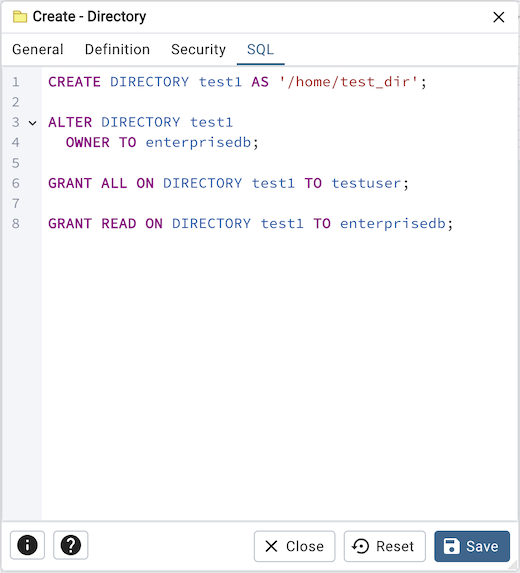 Create - Directory
General Definition Security SQL
1 CREATE DIRECTORY test1 AS '/home/test_dir';
2
3 ALTER DIRECTORY test1
4 OWNER TO enterprisedb;
5
6 GRANT ALL ON DIRECTORY test1 TO testuser;
7
8 GRANT READ ON DIRECTORY test1 TO enterprisedb;
Close Reset Save